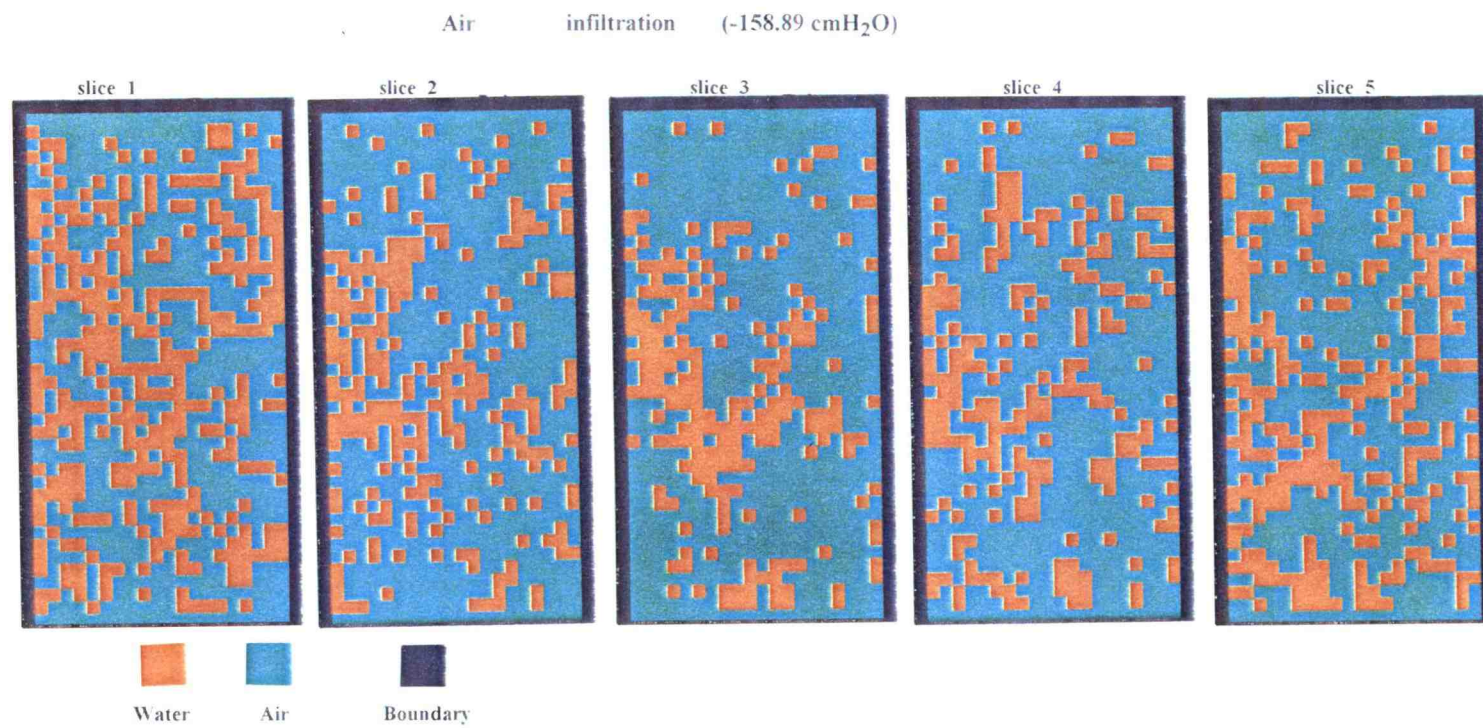 Air infiltration (-158.89 cmH₂O)
slice 1 slice 2 slice 3 slice 4 slice 5
Water Air Boundary